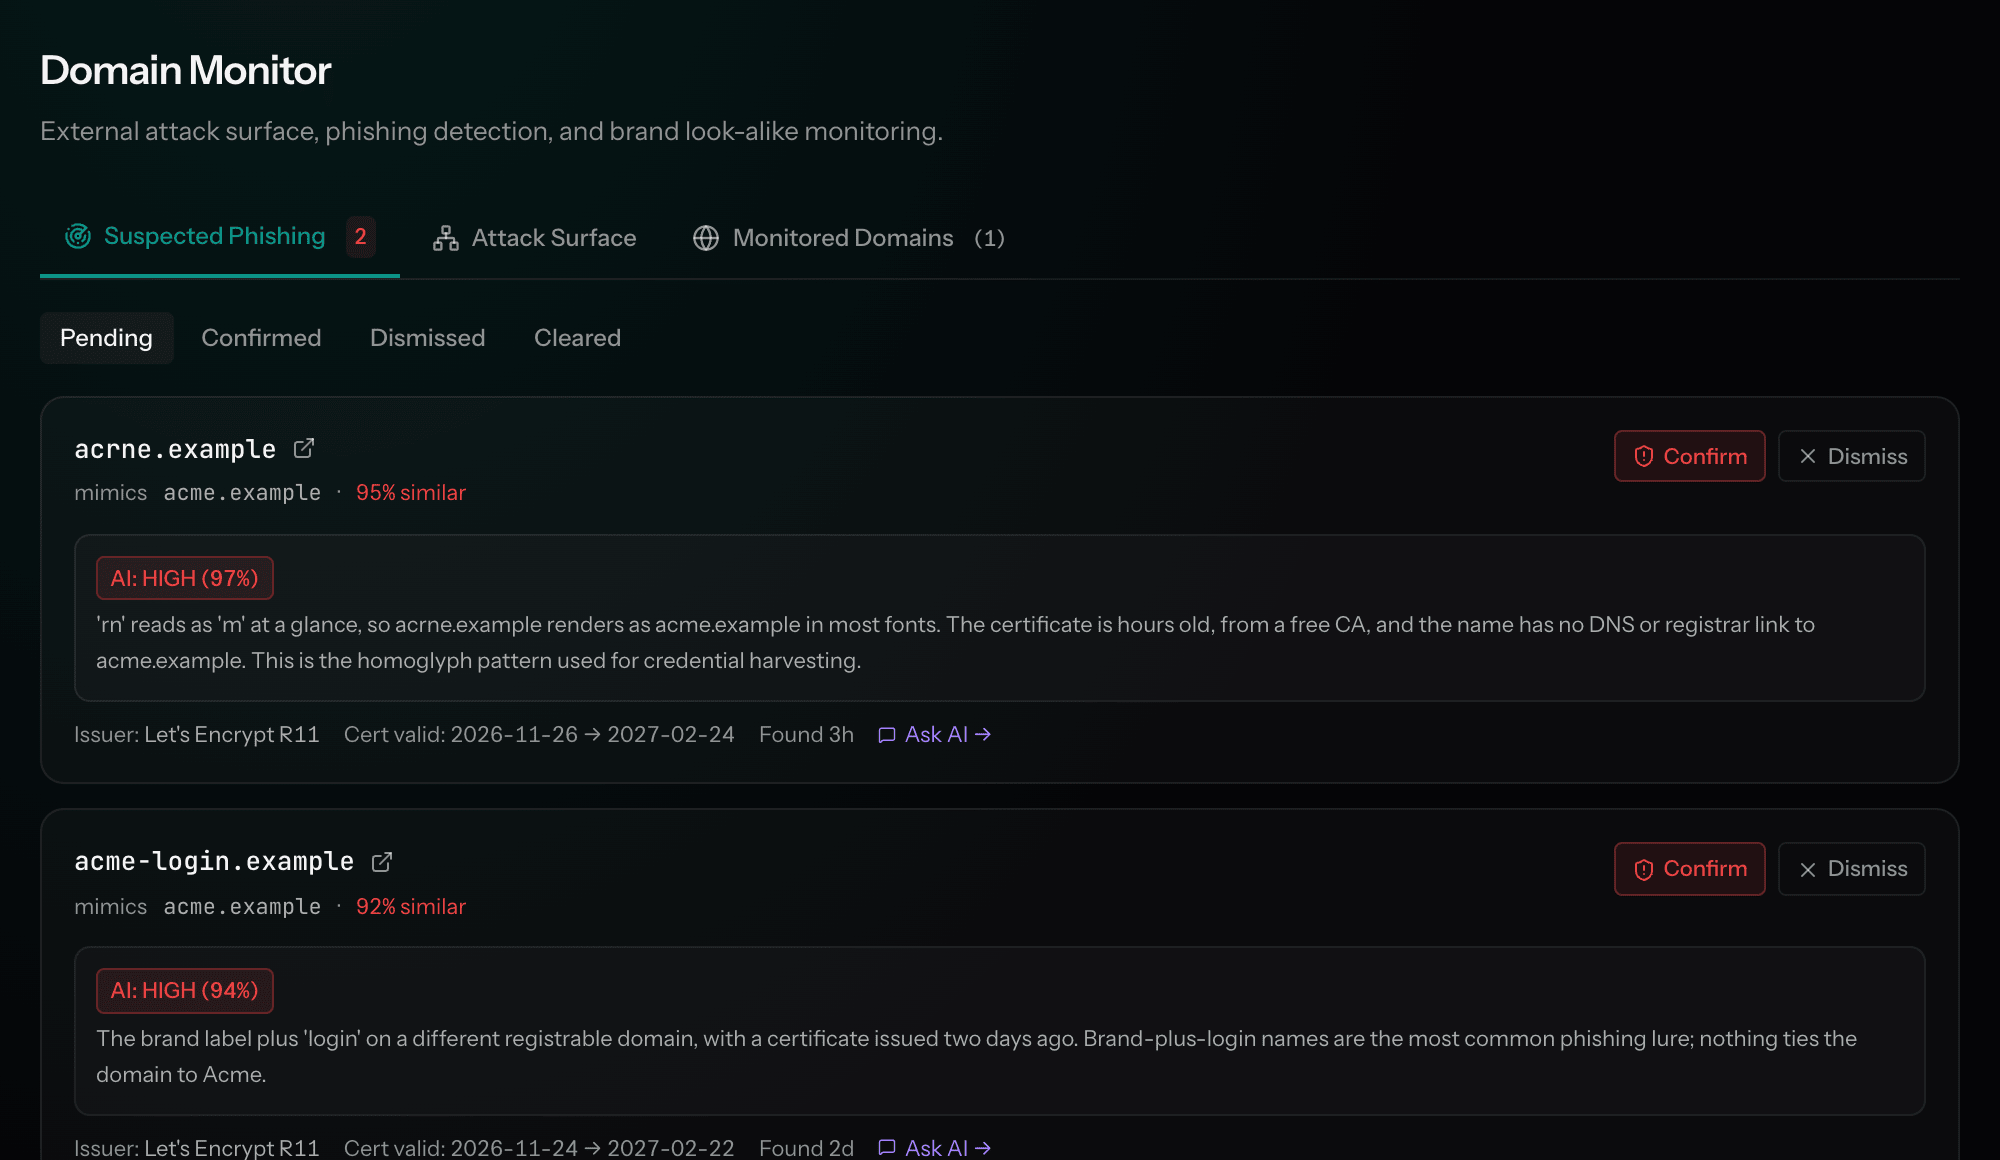 Domain Monitor
External attack surface, phishing detection, and brand look-alike monitoring.
Suspected Phishing 2 Attack Surface Monitored Domains (1)
Pending Confirmed Dismissed Cleared
acrne.example Confirm Dismiss
mimics acme.example · 95% similar
AI: HIGH (97%)
'rn' reads as 'm' at a glance, so acrne.example renders as acme.example in most fonts. The certificate is hours old, from a free CA, and the name has no DNS or registrar link to
acme.example. This is the homoglyph pattern used for credential harvesting.
Issuer: Let's Encrypt R11 Cert valid: 2026-11-26 → 2027-02-24 Found 3h Ask AI →
acme-login.example Confirm Dismiss
mimics acme.example · 92% similar
AI: HIGH (94%)
The brand label plus 'login' on a different registrable domain, with a certificate issued two days ago. Brand-plus-login names are the most common phishing lure; nothing ties the
domain to Acme.
Issuer: Let's Encrypt R11 Cert valid: 2026-11-24 → 2027-02-22 Found 2d Ask AI →